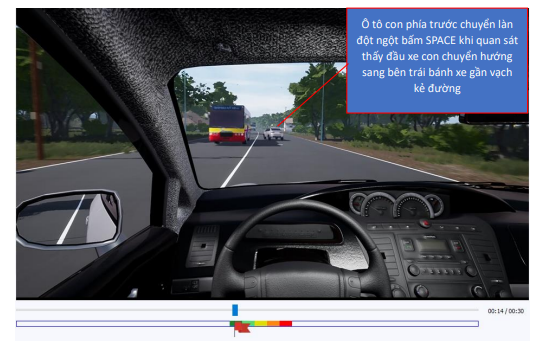 Ô tô con phía trước chuyển làn
đột ngột bấm SPACE khi quan sát
thấy đầu xe con chuyển hướng
sang bên trái bánh xe gần vạch
kẻ đường
00:14 / 00:30